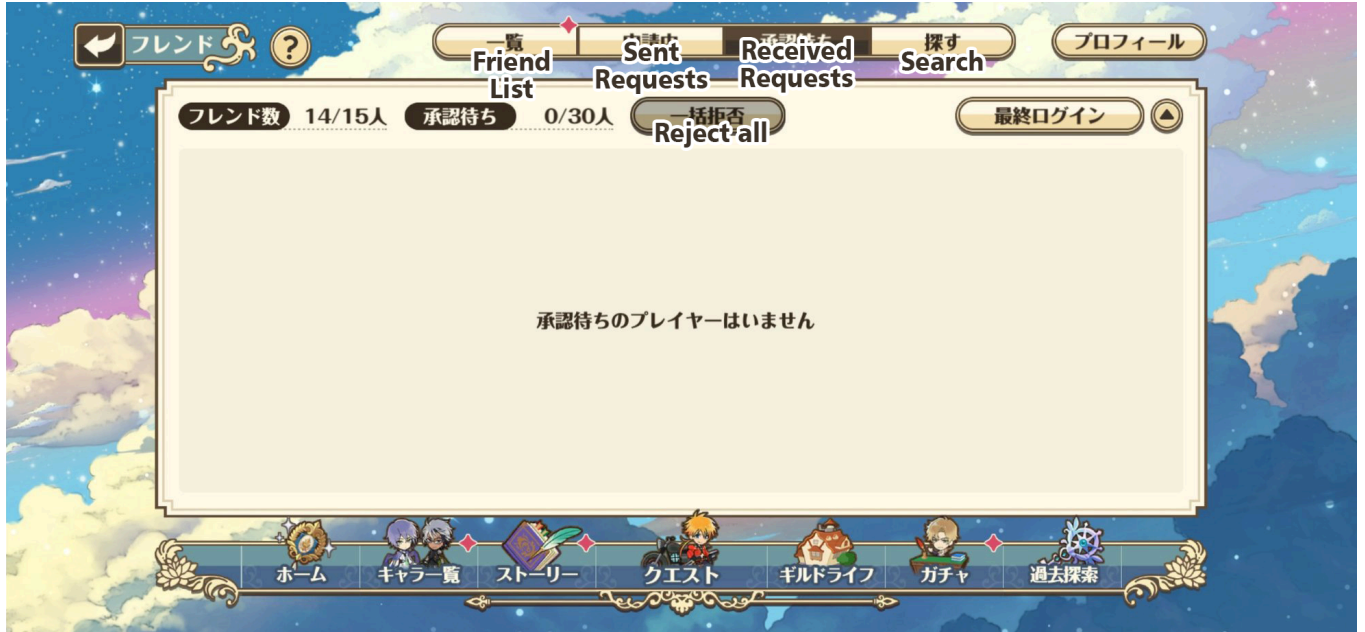 フレンド
?
一覧
探す
プロフィール
Friend
List
Sent
Requests
Received
Requests
Search
フレンド数 14/15人 承認待ち 0/30人
一括拒否
Reject all
最終ログイン
承認待ちのプレイヤーはいません
ホーム
キャラ一覧
ストーリー
クエスト
ギルドライフ
ガチャ
過去探索